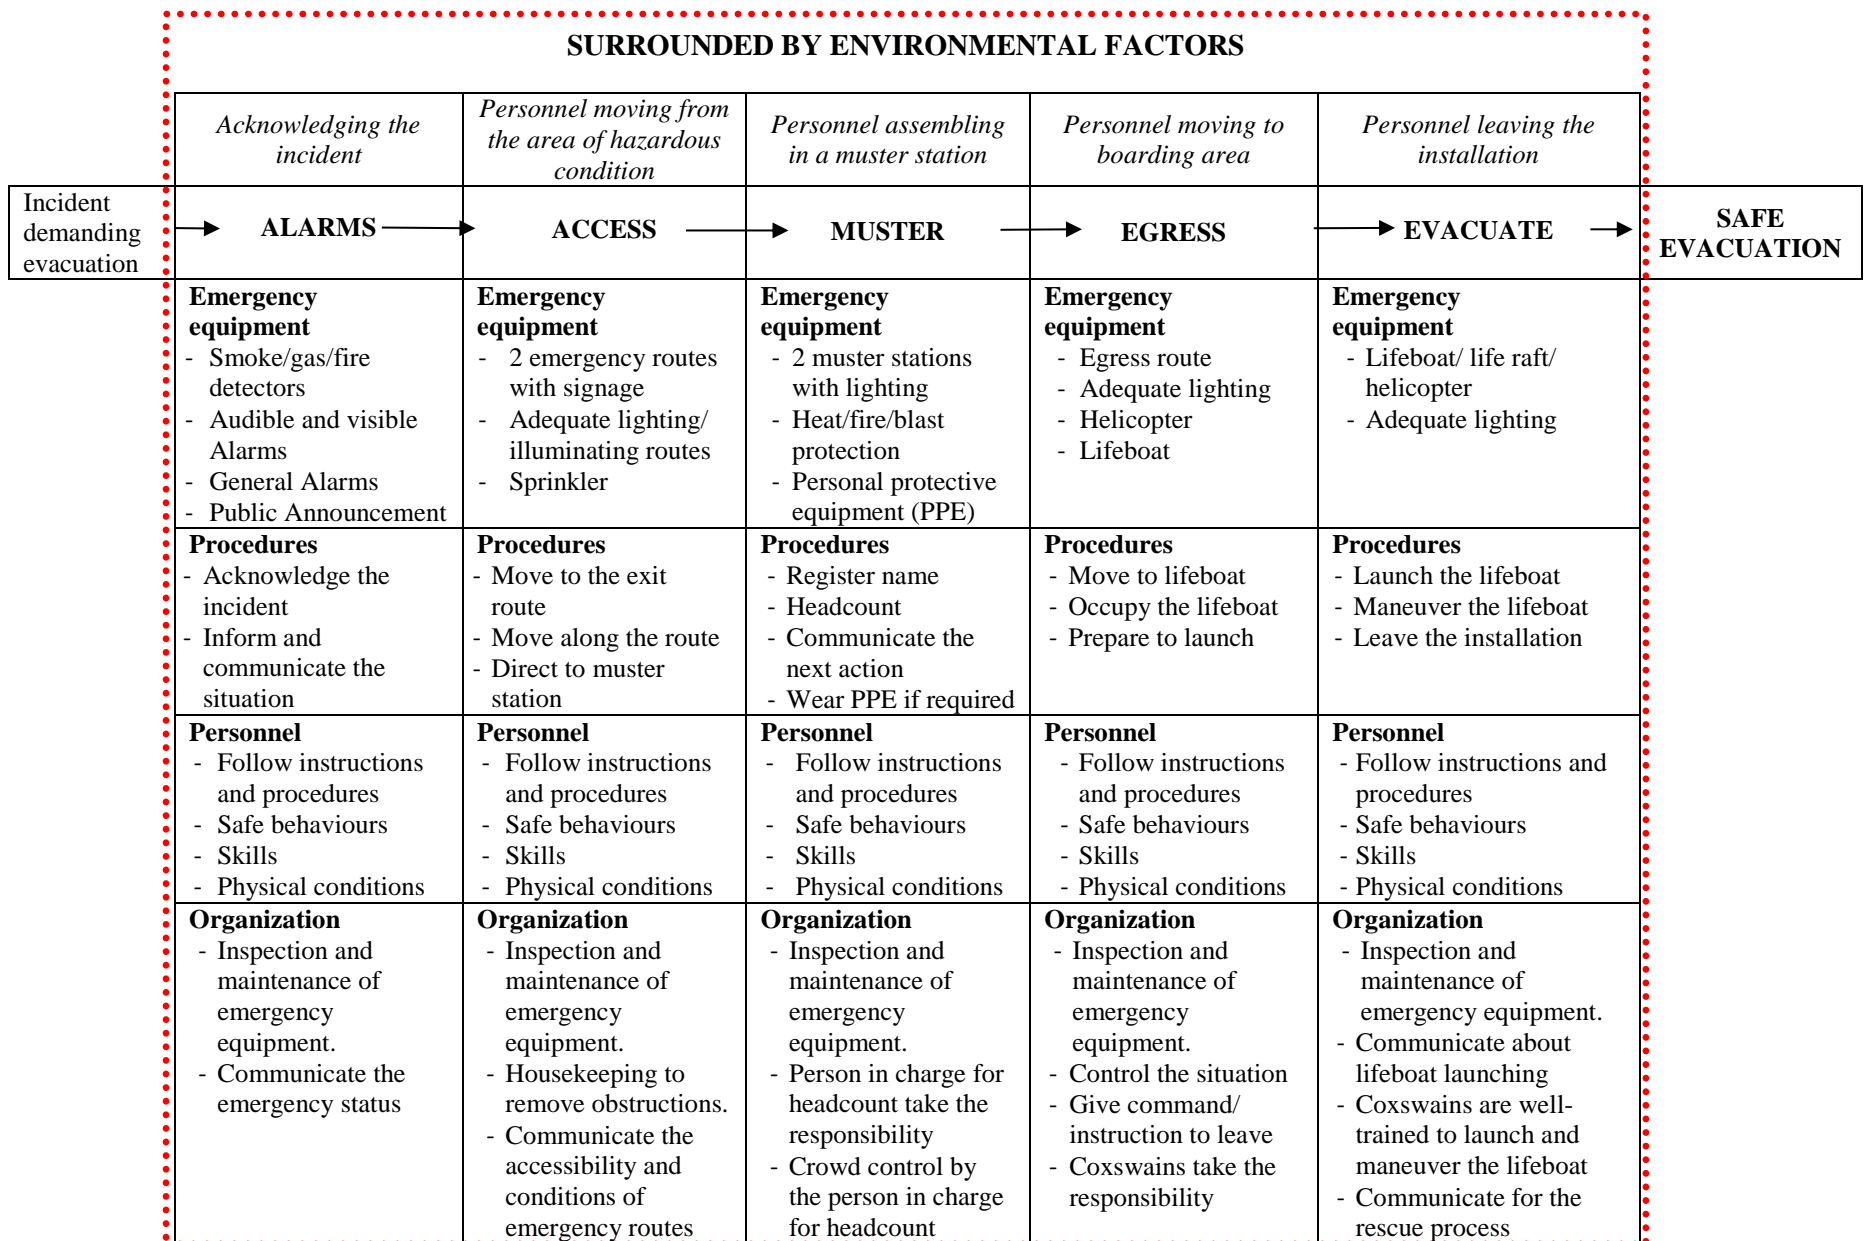 SURROUNDED BY ENVIRONMENTAL FACTORS
Acknowledging the
incident
Personnel moving from
the area of hazardous
condition
Personnel assembling
in a muster station
Personnel moving to
boarding area
Personnel leaving the
installation
Incident
demanding
evacuation
ALARMS
ACCESS
MUSTER
EGRESS
EVACUATE
SAFE
EVACUATION
Emergency
equipment
- Smoke/gas/fire
detectors
- Audible and visible
Alarms
- General Alarms
- Public Announcement
Emergency
equipment
- 2 emergency routes
with signage
- Adequate lighting/
illuminating routes
- Sprinkler
Emergency
equipment
- 2 muster stations
with lighting
- Heat/fire/blast
protection
- Personal protective
equipment (PPE)
Emergency
equipment
- Egress route
- Adequate lighting
- Helicopter
- Lifeboat
Emergency
equipment
- Lifeboat/ life raft/
helicopter
- Adequate lighting
Procedures
- Acknowledge the
incident
- Inform and
communicate the
situation
Procedures
- Move to the exit
route
- Move along the route
- Direct to muster
station
Procedures
- Register name
- Headcount
- Communicate the
next action
- Wear PPE if required
Procedures
- Move to lifeboat
- Occupy the lifeboat
- Prepare to launch
Procedures
- Launch the lifeboat
- Maneuver the lifeboat
- Leave the installation
Personnel
- Follow instructions
and procedures
- Safe behaviours
- Skills
- Physical conditions
Personnel
- Follow instructions
and procedures
- Safe behaviours
- Skills
- Physical conditions
Personnel
- Follow instructions
and procedures
- Safe behaviours
- Skills
- Physical conditions
Personnel
- Follow instructions
and procedures
- Safe behaviours
- Skills
- Physical conditions
Personnel
- Follow instructions and
procedures
- Safe behaviours
- Skills
- Physical conditions
Organization
- Inspection and
maintenance of
emergency
equipment.
- Communicate the
emergency status
Organization
- Inspection and
maintenance of
emergency
equipment.
- Housekeeping to
remove obstructions.
- Communicate the
accessibility and
conditions of
emergency routes
Organization
- Inspection and
maintenance of
emergency
equipment.
- Person in charge for
headcount take the
responsibility
- Crowd control by
the person in charge
for headcount
Organization
- Inspection and
maintenance of
emergency
equipment.
- Control the situation
- Give command/
instruction to leave
- Coxswains take the
responsibility
Organization
- Inspection and
maintenance of
emergency equipment.
- Communicate about
lifeboat launching
- Coxswains are well-
trained to launch and
maneuver the lifeboat
- Communicate for the
rescue process